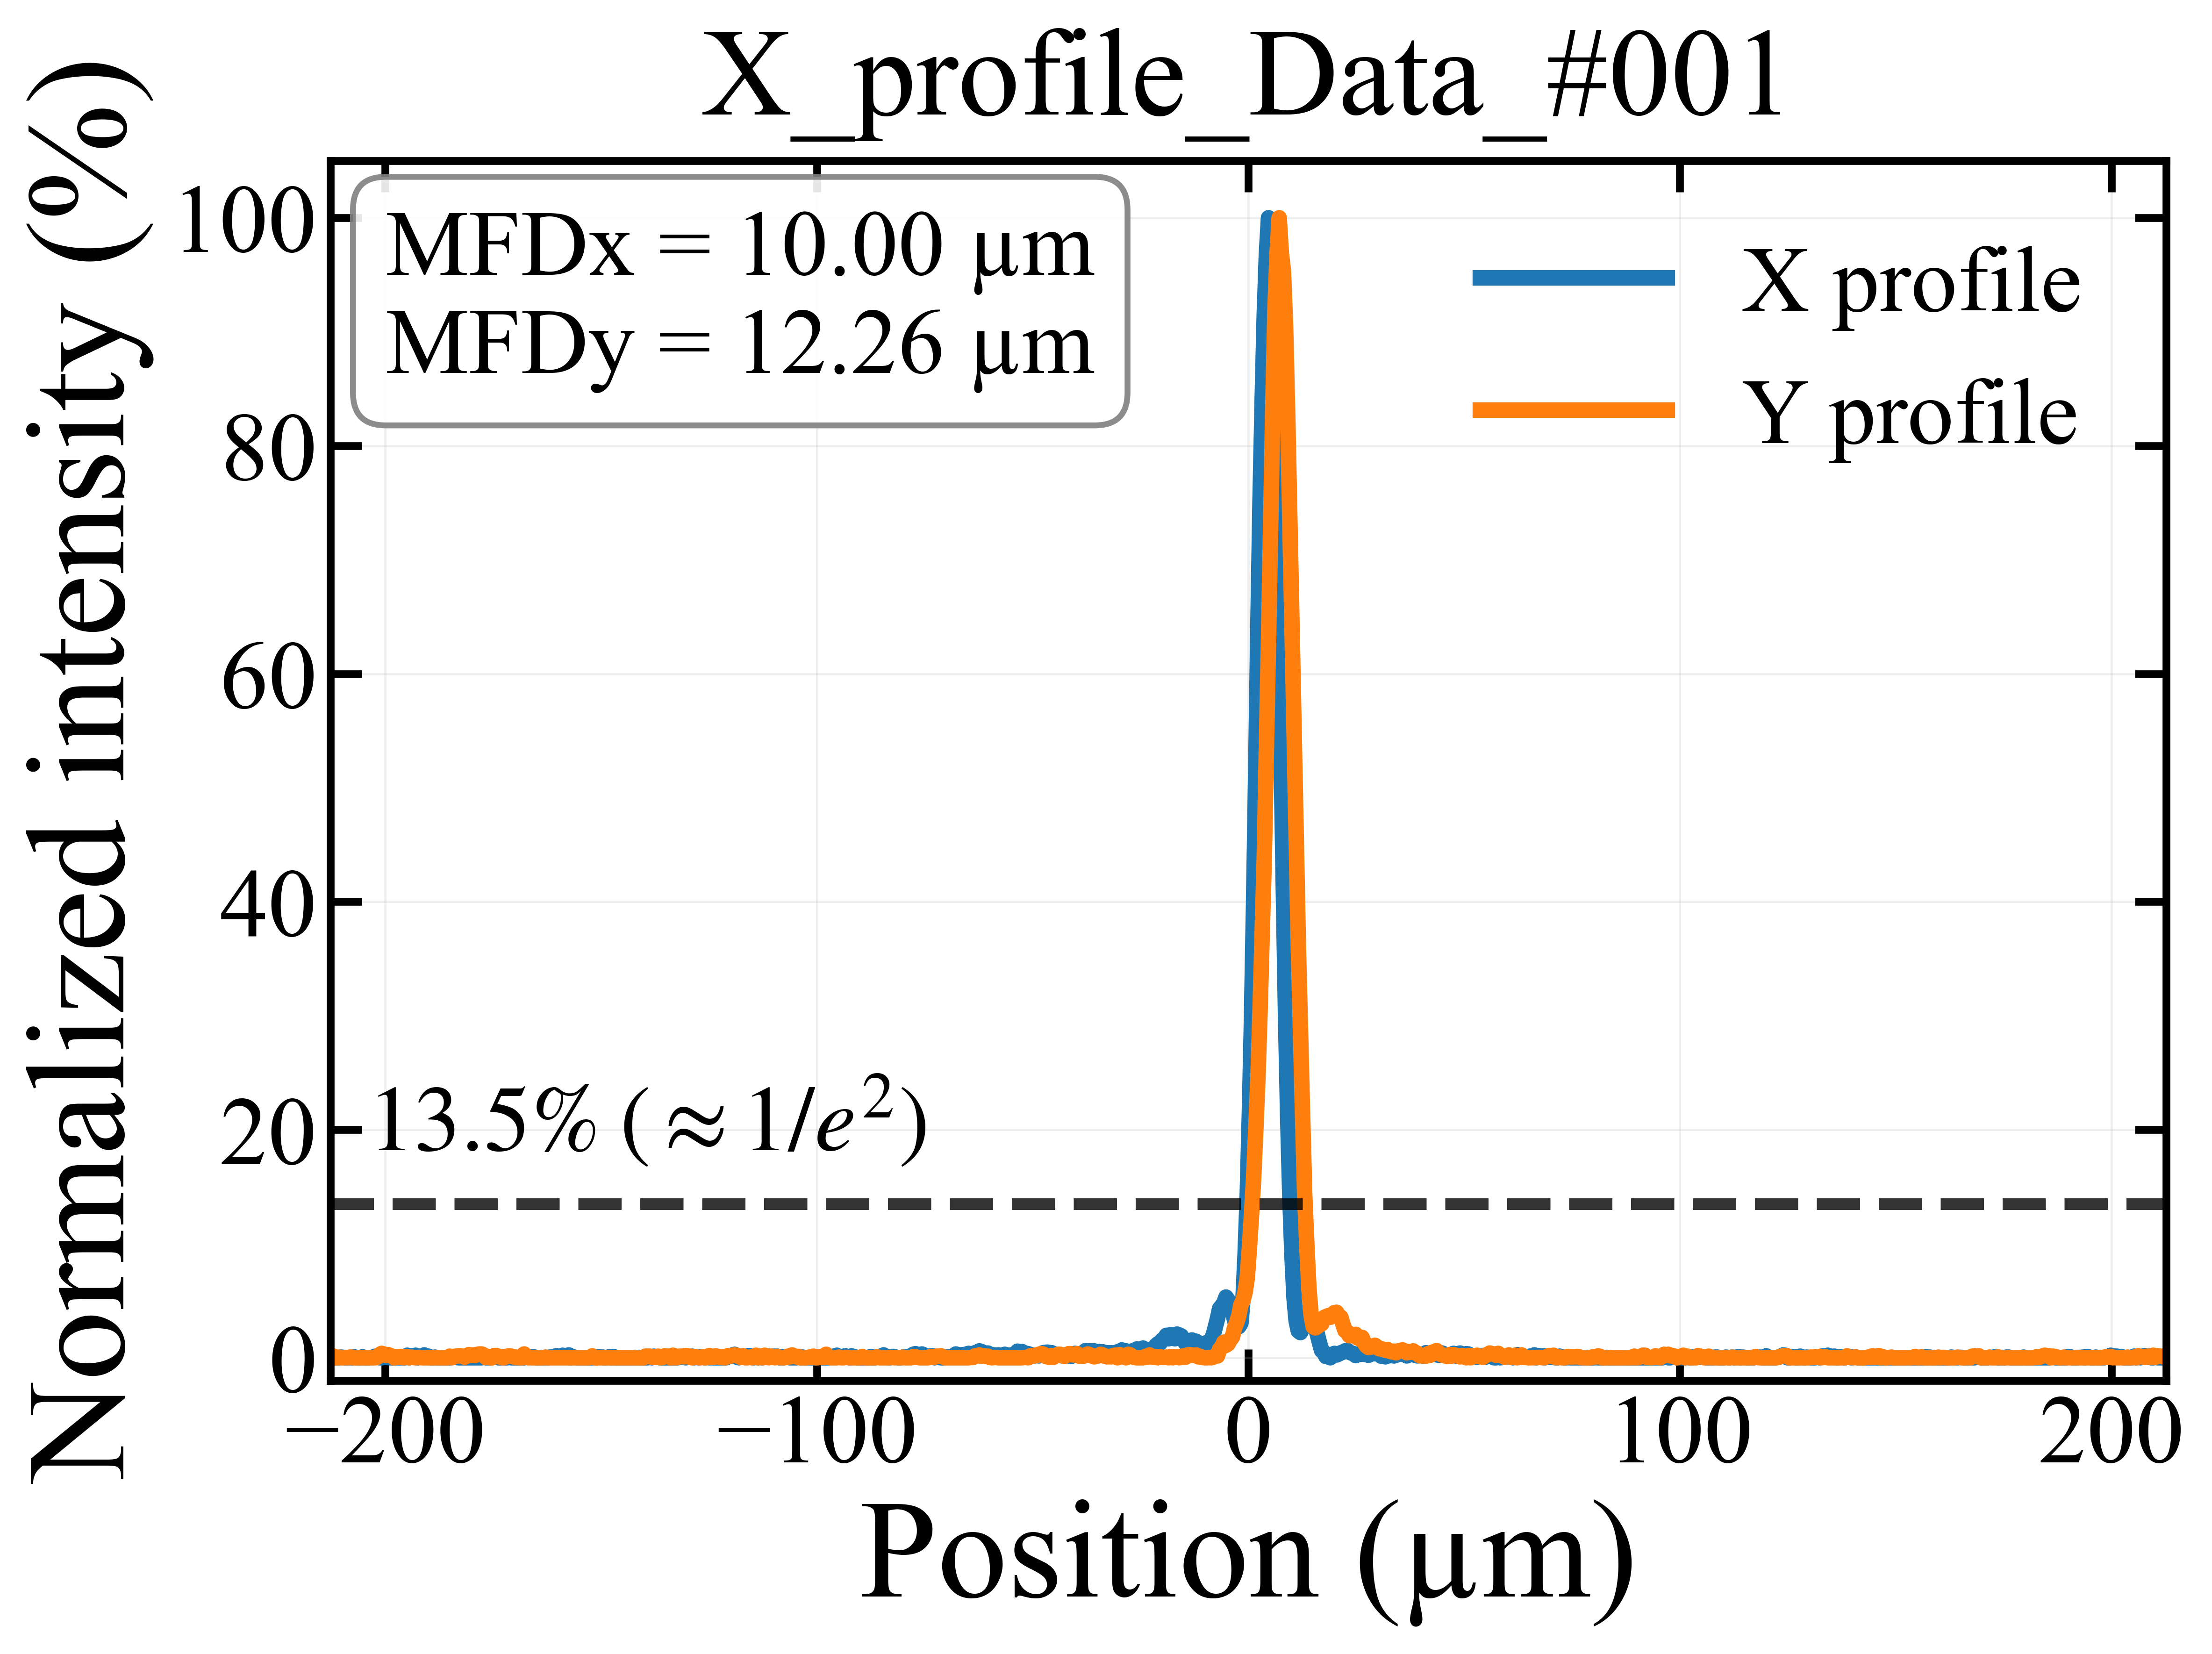 X_profile_Data_#001
Normalized intensity (%)
100
80
60
40
20
0
MFDx = 10.00 μm
MFDy = 12.26 μm
X profile
Y profile
13.5% (≈1/e²)
−200
−100
0
100
200
Position (μm)